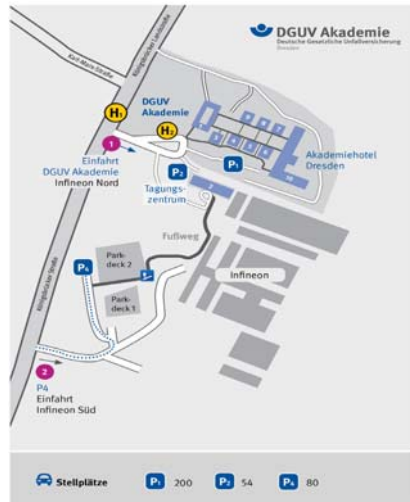 DGUV Akademie
Deutsche Gesetzliche Unfallversicherung
Dresden
Königsbrücker Landstraße
Karl-Marx-Straße
H1
DGUV
Akademie
H2
1
Einfahrt
DGUV Akademie
Infineon Nord
P2
P1
Akademiehotel
Dresden
Tagungs-
zentrum
Fußweg
Infineon
P4
Park-
deck 2
Park-
deck 1
Königsbrücker Straße
2
P4
Einfahrt
Infineon Süd
Stellplätze
P1 200
P2 54
P4 80